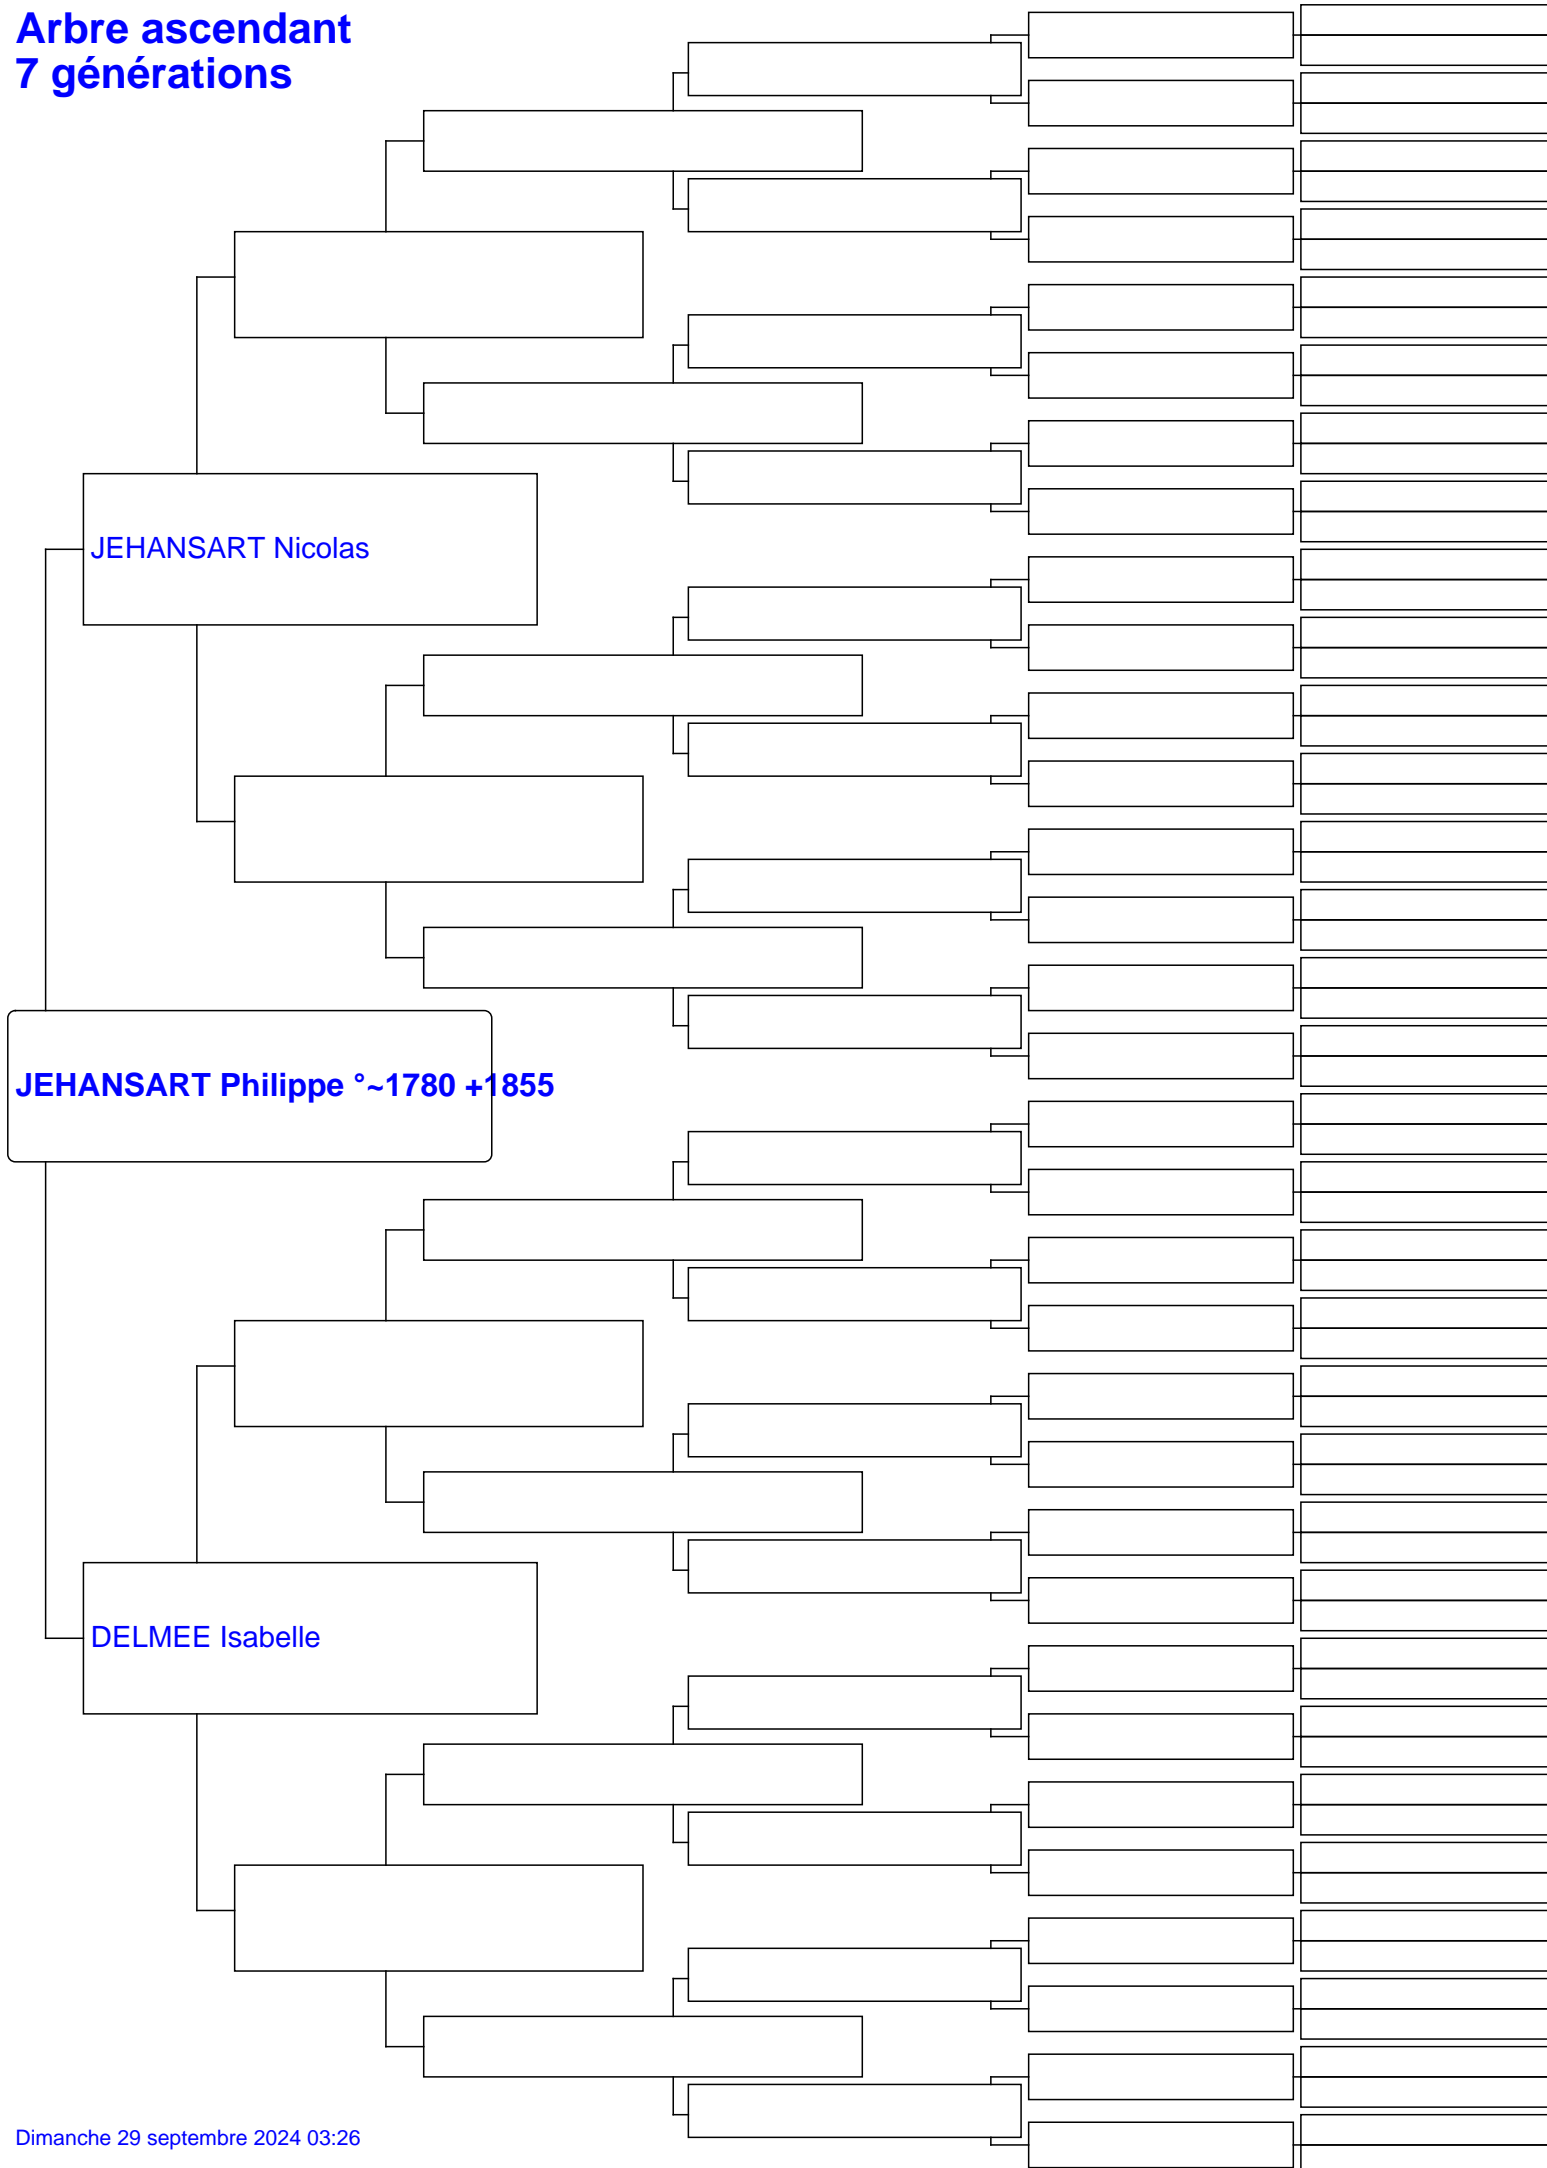 Arbre ascendant
7 générations
JEHANSART Nicolas
JEHANSART Philippe °~1780 +1855
DELMEE Isabelle
Dimanche 29 septembre 2024 03:26